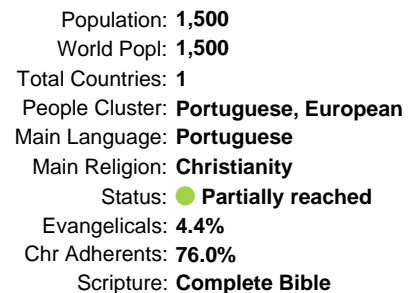 Population: 1,500
World Popl: 1,500
Total Countries: 1
People Cluster: Portuguese, European
Main Language: Portuguese
Main Religion: Christianity
Status: Partially reached
Evangelicals: 4.4%
Chr Adherents: 76.0%
Scripture: Complete Bible